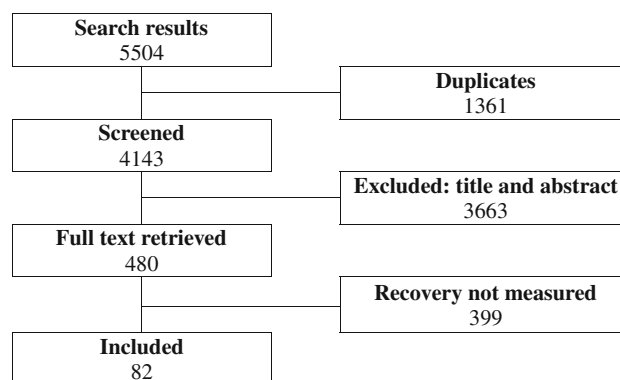 Search results
5504
Duplicates
1361
Screened
4143
Excluded: title and abstract
3663
Full text retrieved
480
Recovery not measured
399
Included
82